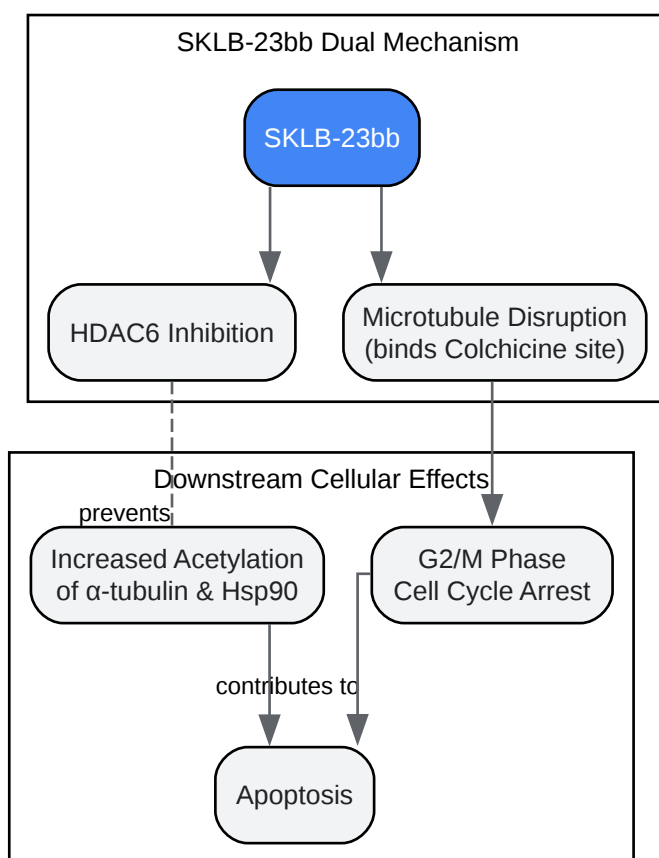 SKLB-23bb Dual Mechanism
SKLB-23bb
HDAC6 Inhibition
Microtubule Disruption
(binds Colchicine site)
Downstream Cellular Effects
prevents
Increased Acetylation
of α-tubulin & Hsp90
G2/M Phase
Cell Cycle Arrest
contributes to
Apoptosis